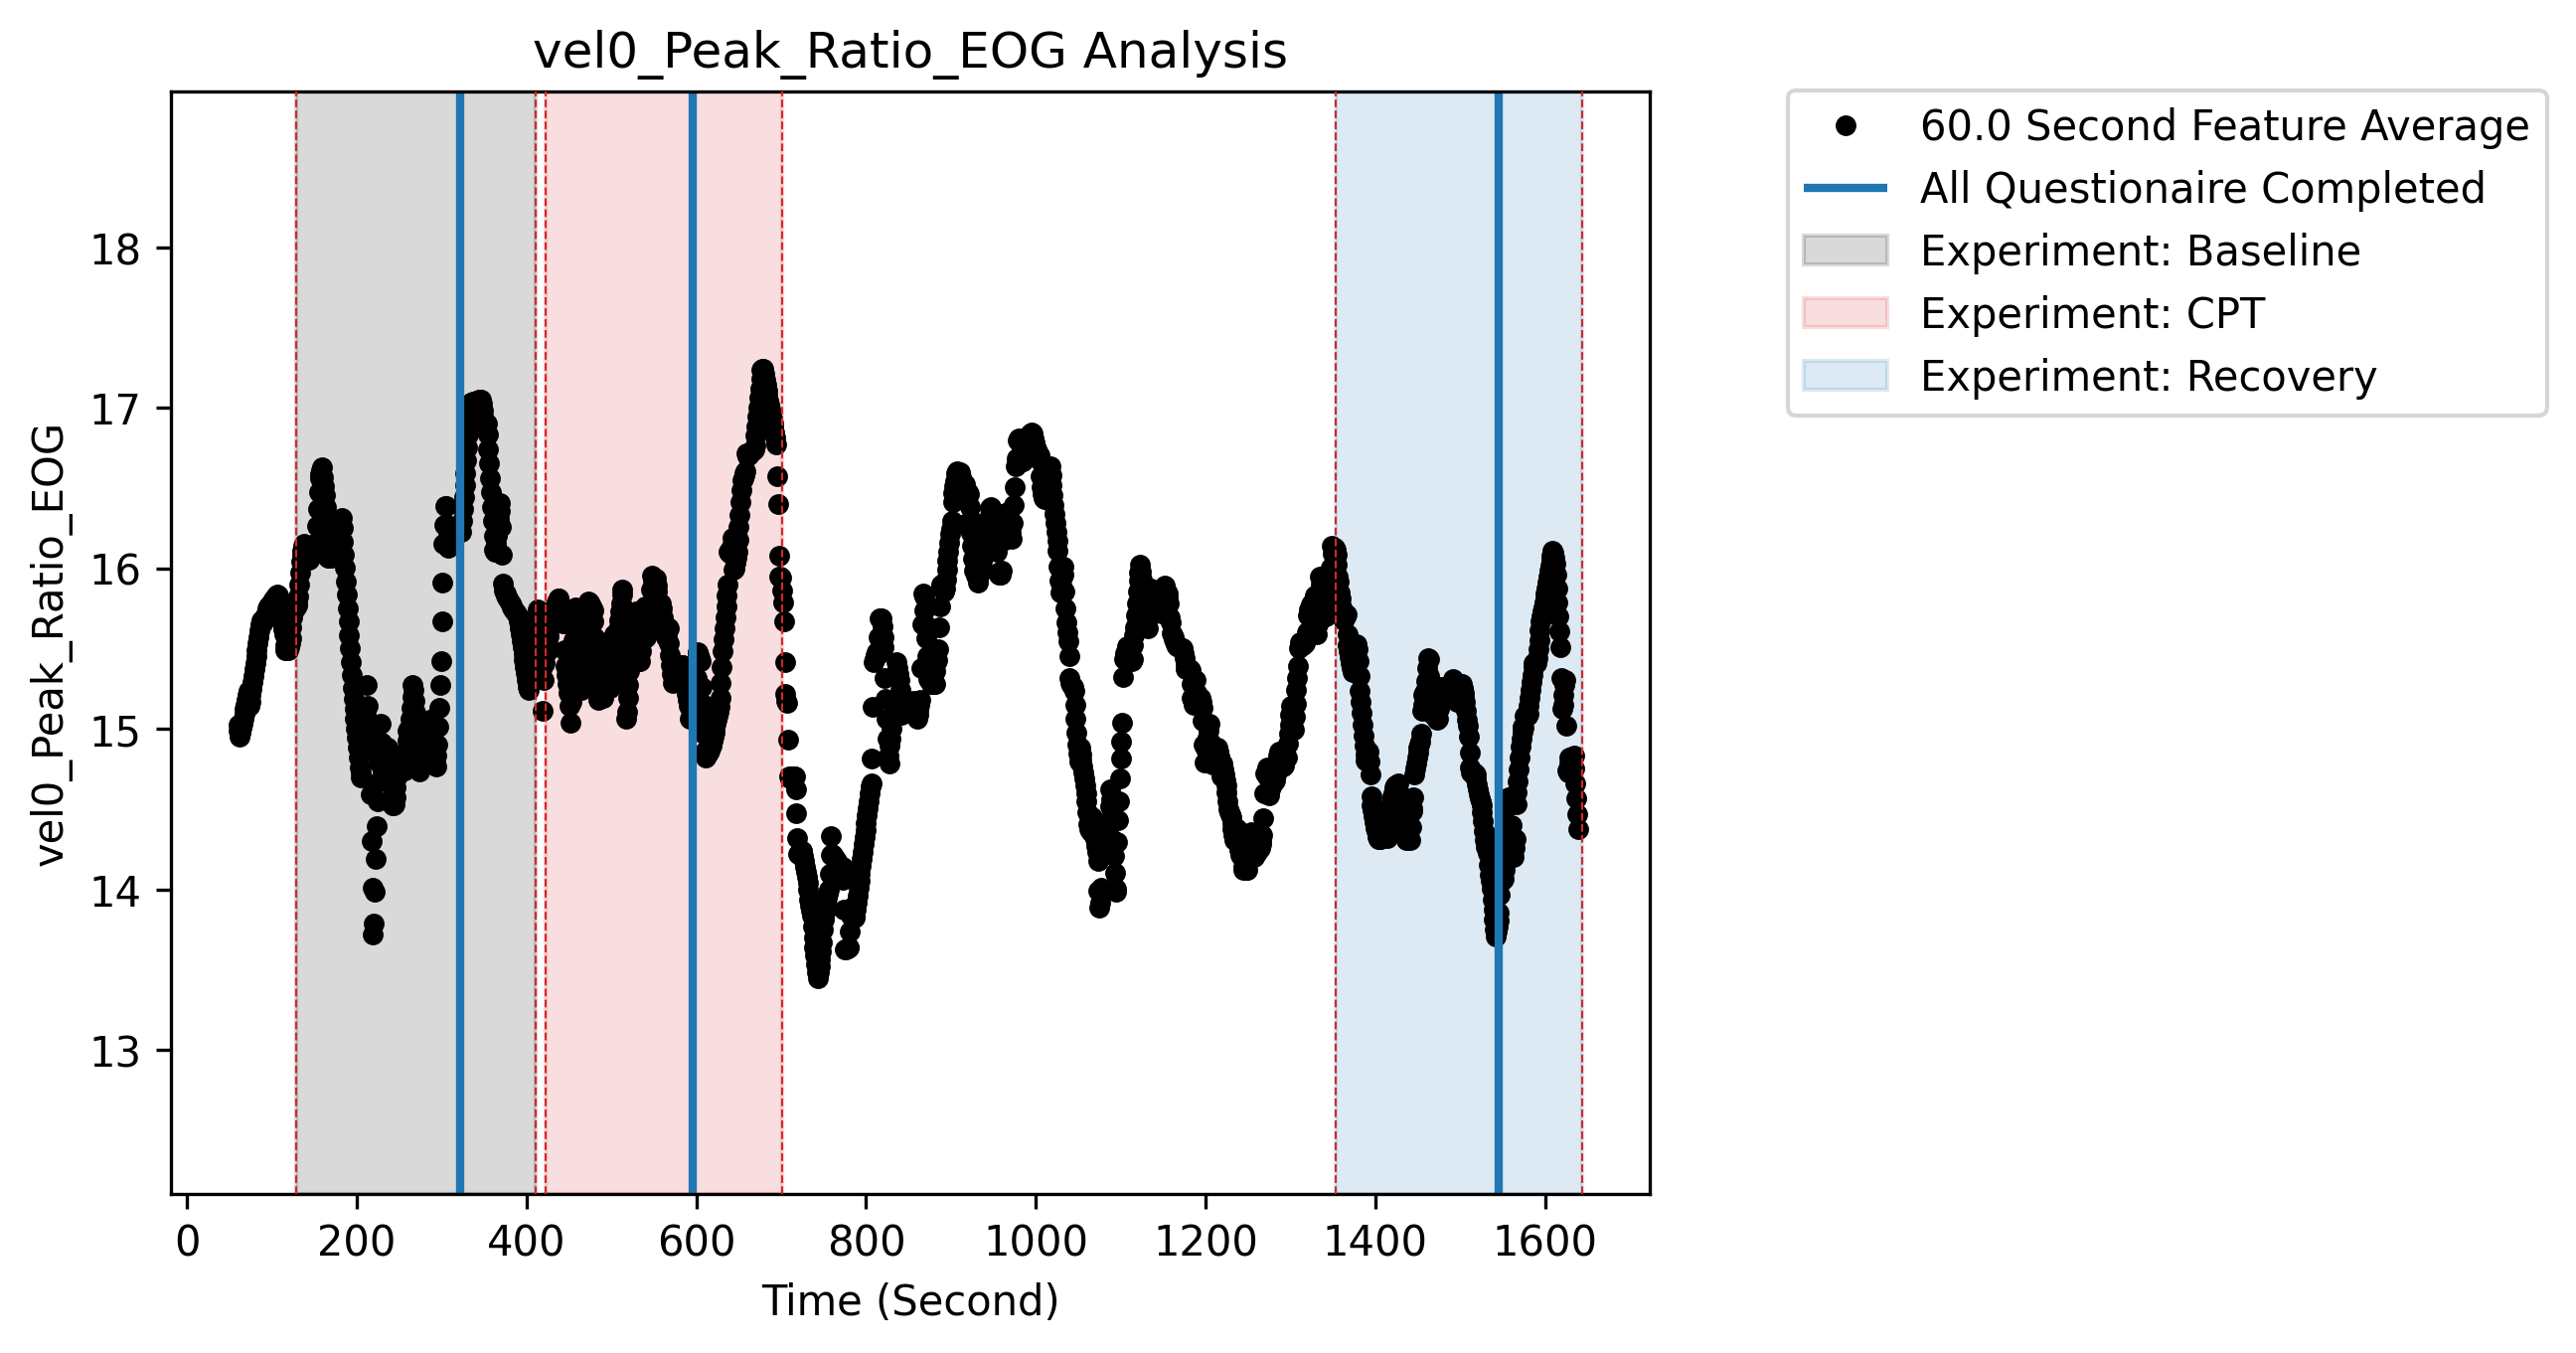 vel0_Peak_Ratio_EOG Analysis
60.0 Second Feature Average
All Questionaire Completed
Experiment: Baseline
Experiment: CPT
Experiment: Recovery
vel0_Peak_Ratio_EOG
18
17
16
15
14
13
0 200 400 600 800 1000 1200 1400 1600
Time (Second)